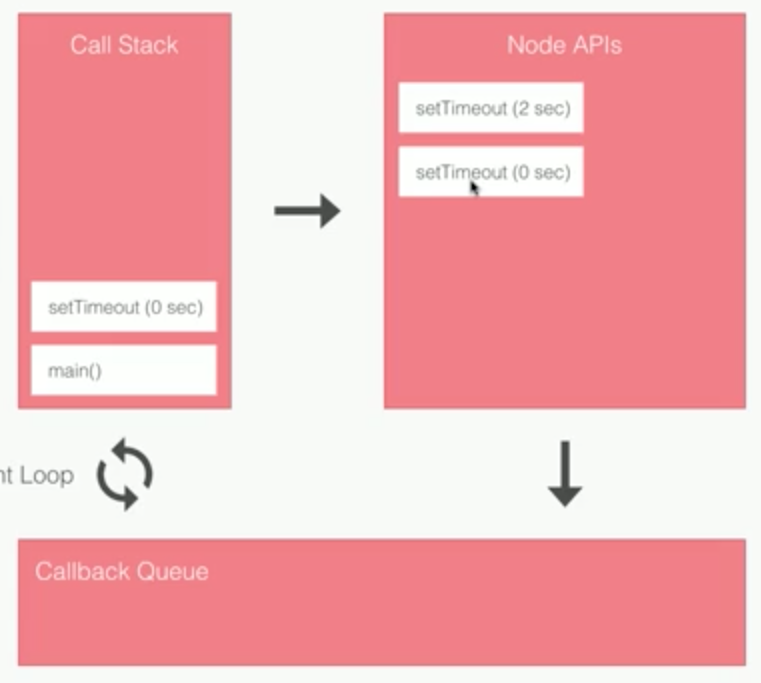 Call Stack
setTimeout (0 sec)
main()
Node APIs
setTimeout (2 sec)
setTimeout (0 sec)
nt Loop
Callback Queue